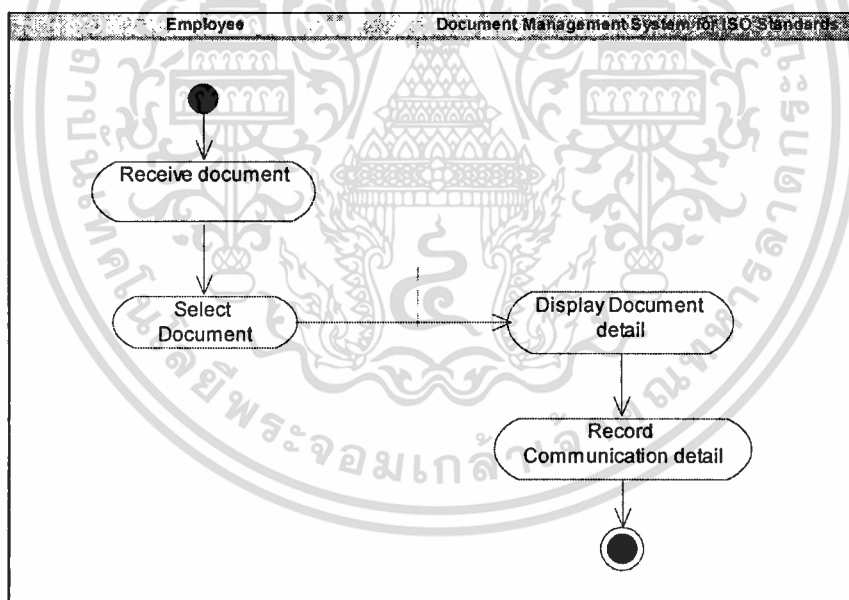 Employee
Document Management System for ISO Standards
Receive document
Select
Document
Display Document
detail
Record
Communication detail